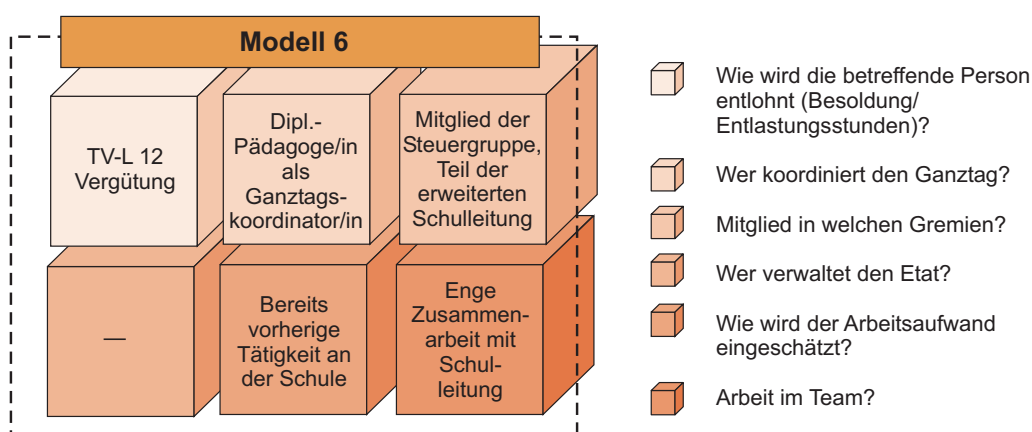 Modell 6
TV-L 12
Vergütung
Dipl.-
Pädagoge/in
als
Ganztags-
koordinator/in
Mitglied der
Steuergruppe,
Teil der
erweiterten
Schulleitung
—
Bereits
vorherige
Tätigkeit an
der Schule
Enge
Zusammen-
arbeit mit
Schul-
leitung
Wie wird die betreffende Person
entlohnt (Besoldung/
Entlastungsstunden)?
Wer koordiniert den Ganztag?
Mitglied in welchen Gremien?
Wer verwaltet den Etat?
Wie wird der Arbeitsaufwand
eingeschätzt?
Arbeit im Team?